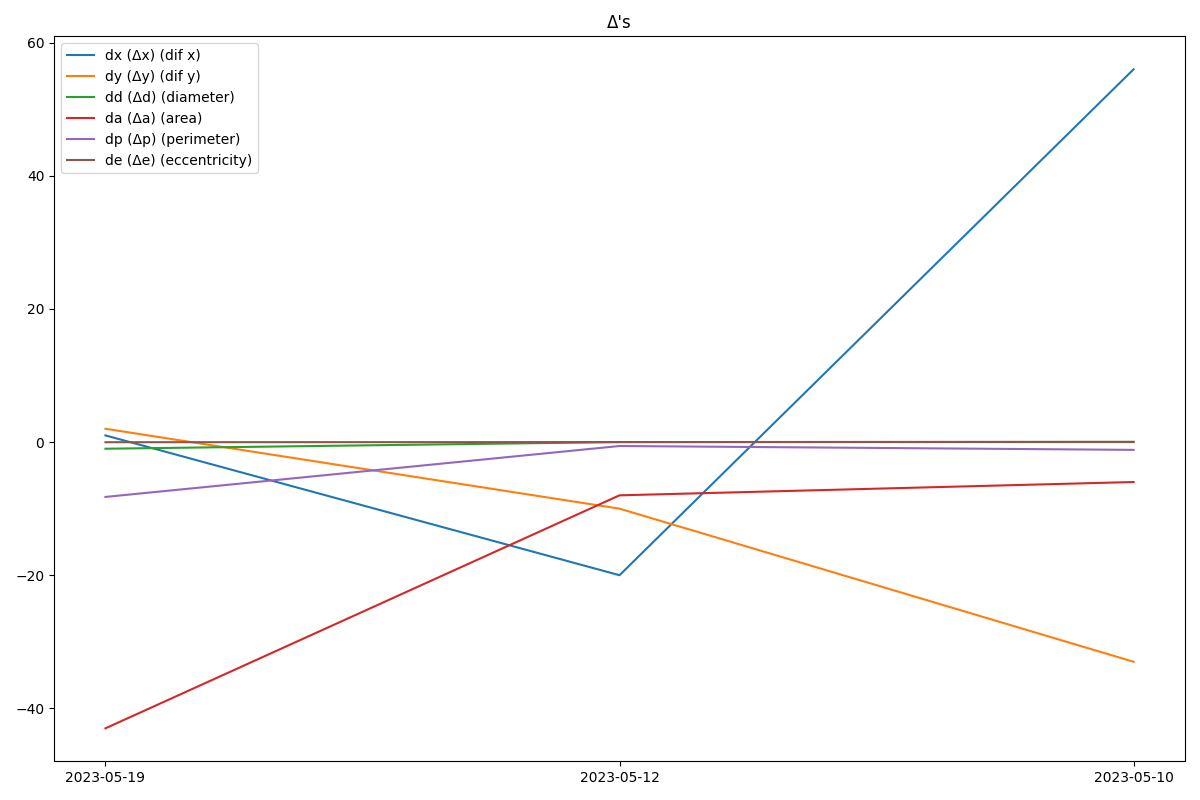 Δ's
60
40
20
0
−20
−40
dx (Δx) (dif x)
dy (Δy) (dif y)
dd (Δd) (diameter)
da (Δa) (area)
dp (Δp) (perimeter)
de (Δe) (eccentricity)
2023-05-19
2023-05-12
2023-05-10